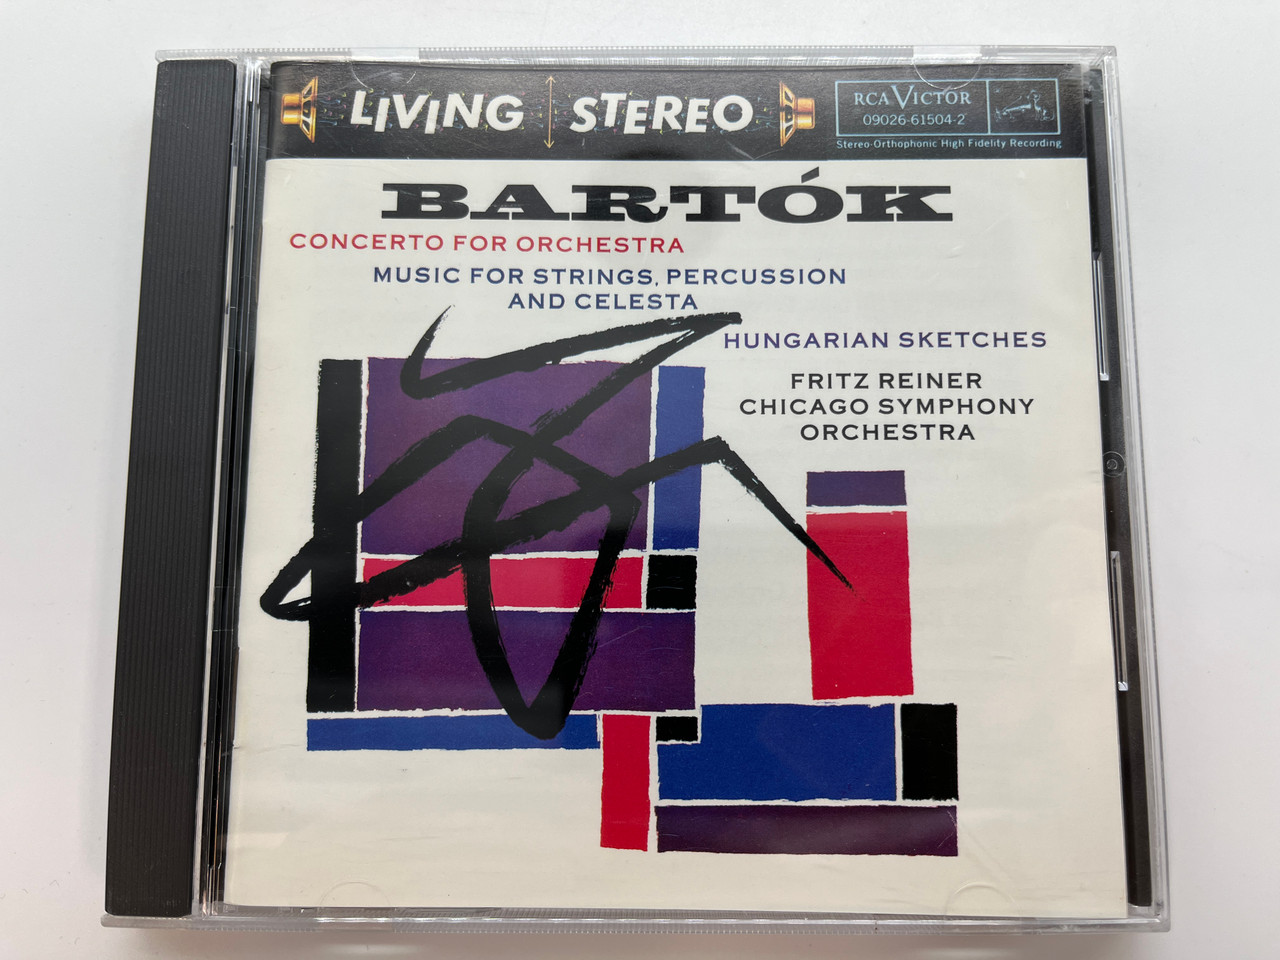 LIVING STEREO
RCA VICTOR
09026-61504-2
Stereo-Orthophonic High Fidelity Recording
BARTÓK
CONCERTO FOR ORCHESTRA
MUSIC FOR STRINGS, PERCUSSION
AND CELESTA
HUNGARIAN SKETCHES
FRITZ REINER
CHICAGO SYMPHONY
ORCHESTRA